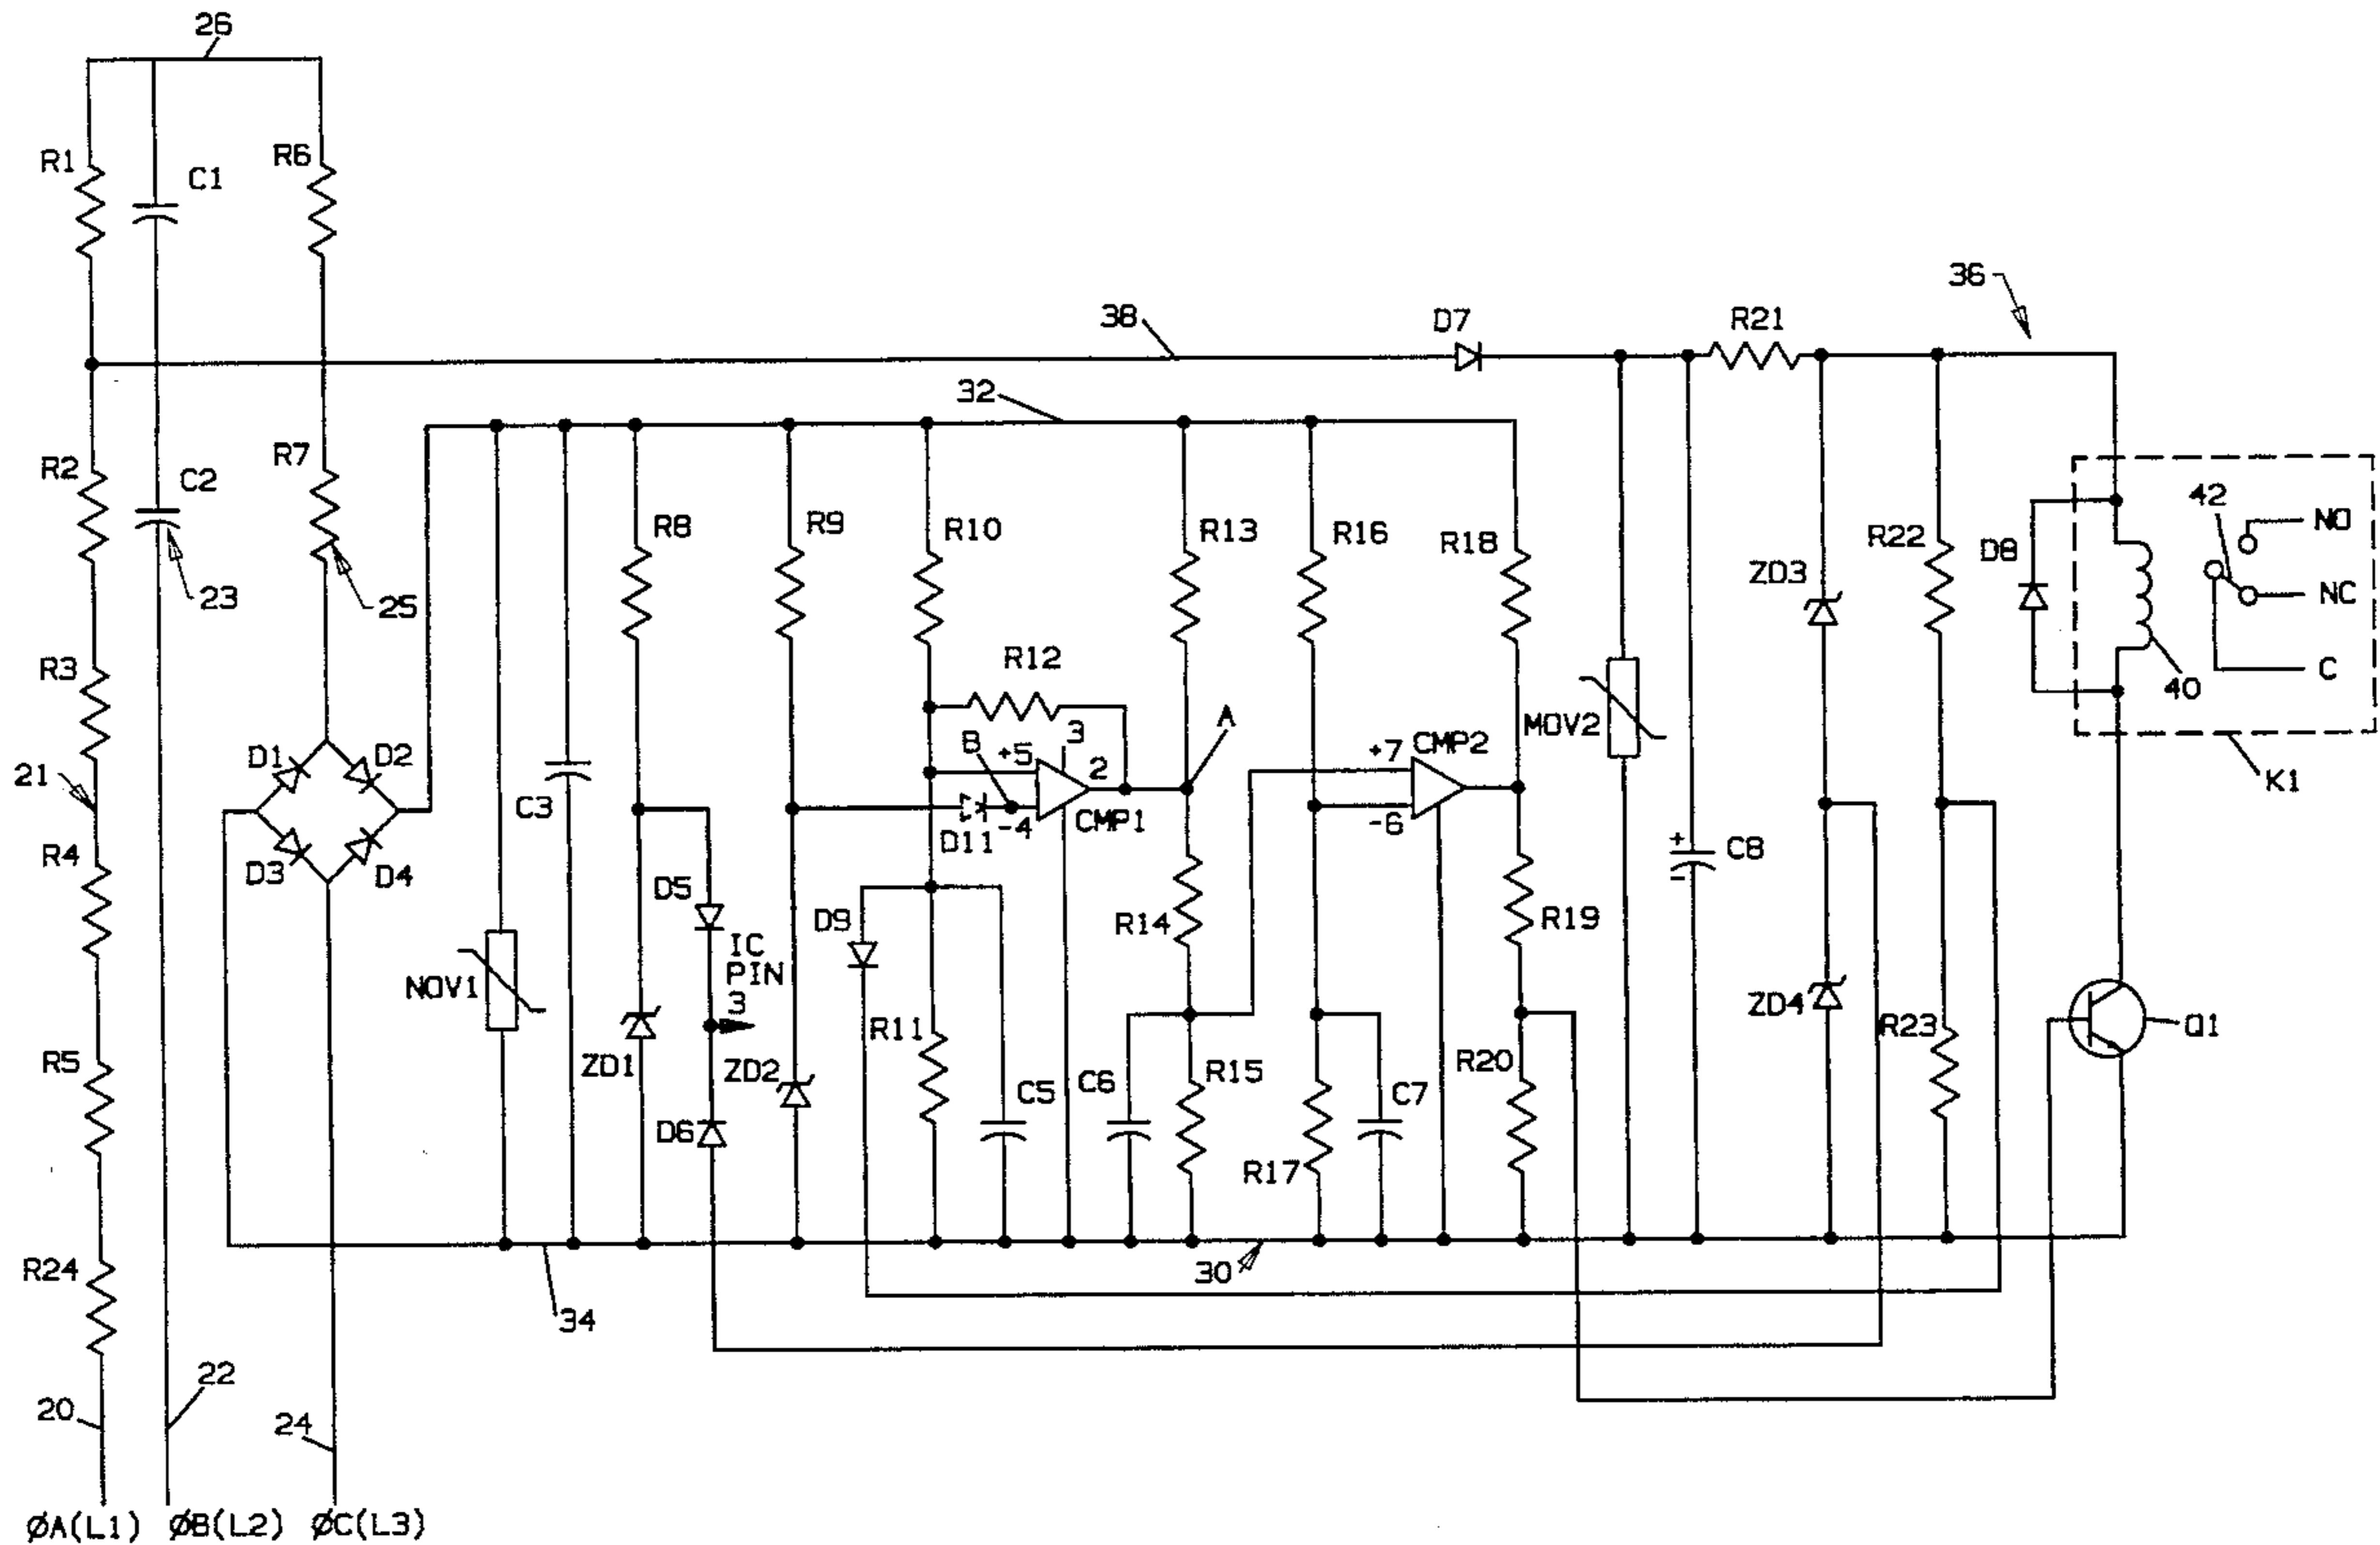 26
R1
C1
R6
36
38
D7
R21
32
R2
C2
R7
42
NO
R8
R9
R10
R13
R16
R18
R22
D8
ZD3
NC
23
25
R12
C
40
R3
A
B
+5
3
MOV2
+7
CMP2
D1
D2
2
21
K1
C3
D11
-4
CMP1
-6
+
C8
-
R4
D3
D4
D5
D9
R14
R19
IC
PIN
3
NOV1
ZD4
R11
R23
Q1
R5
ZD1
ZD2
C5
C6
R15
C7
R20
D6
R17
R24
30
34
22
20
24
ØA(L1)
ØB(L2)
ØC(L3)